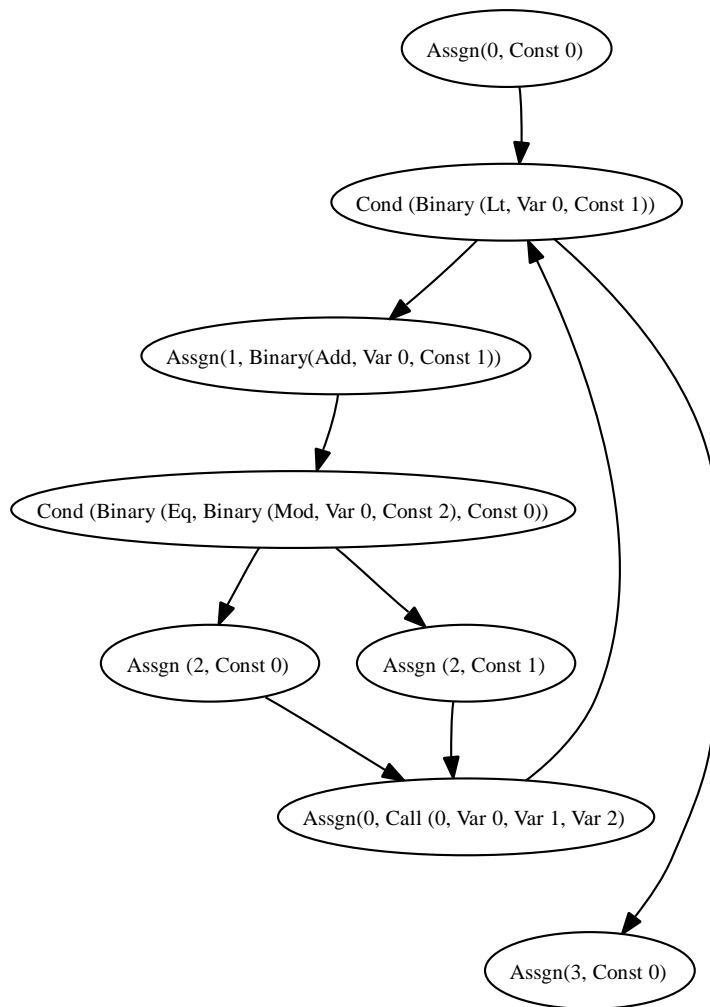 Assgn(0, Const 0)
Cond (Binary (Lt, Var 0, Const 1))
Assgn(1, Binary(Add, Var 0, Const 1))
Cond (Binary (Eq, Binary (Mod, Var 0, Const 2), Const 0))
Assgn (2, Const 0)
Assgn (2, Const 1)
Assgn(0, Call (0, Var 0, Var 1, Var 2)
Assgn(3, Const 0)